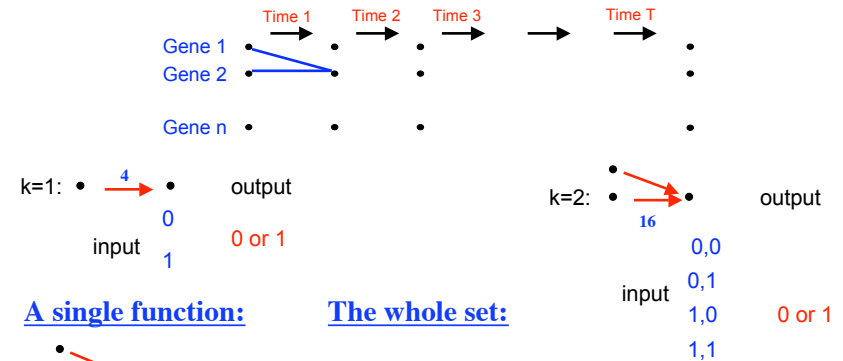 Time 1 Time 2 Time 3 Time T
Gene 1
Gene 2
Gene n
k=1: 4 output
0
input 0 or 1
1
k=2: 16 output
0,0
0,1
input
1,0 0 or 1
1,1
A single function: The whole set: